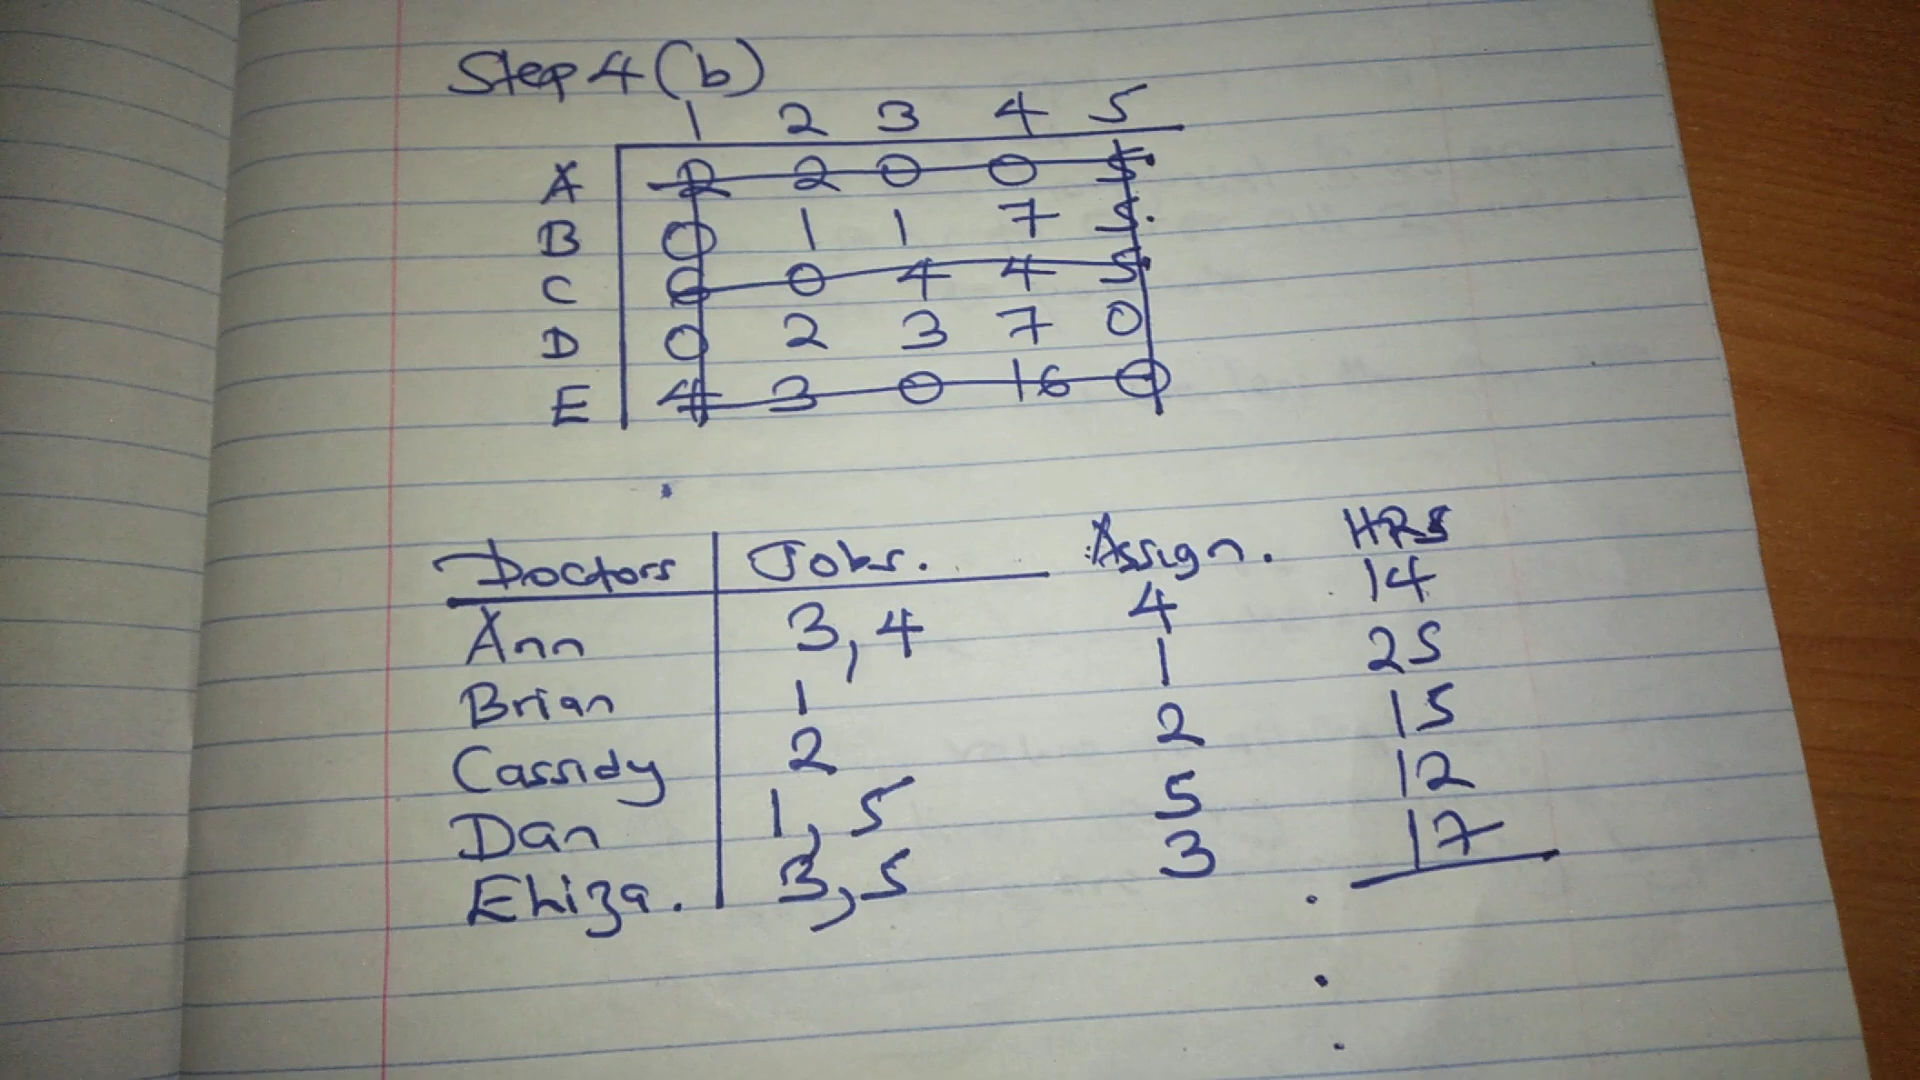 Step 4 (b)
1 2 3 4 5
A 2 2 0 0 5
B 0 1 1 7 5
C 0 0 4 4 5
D 0 2 3 7 0
E 4 3 0 16 0
Doctors Jobs. Assign. HRS
Ann 3, 4 4 14
Brian 1 1 25
Cassidy 2 2 15
Dan 1, 5 5 12
Ehiza. 3, 5 3 17